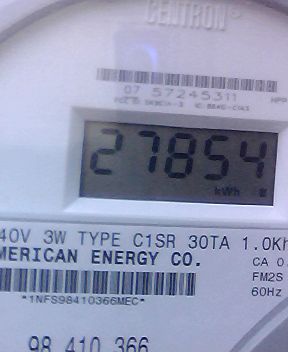 CENTRON®
07 57245311
27854
kWh
40V 3W TYPE C1SR 30TA 1.0Kh
MERICAN ENERGY CO.
CA 0.
FM2S
60Hz
*1NFS98410366MEC*
98 410 366